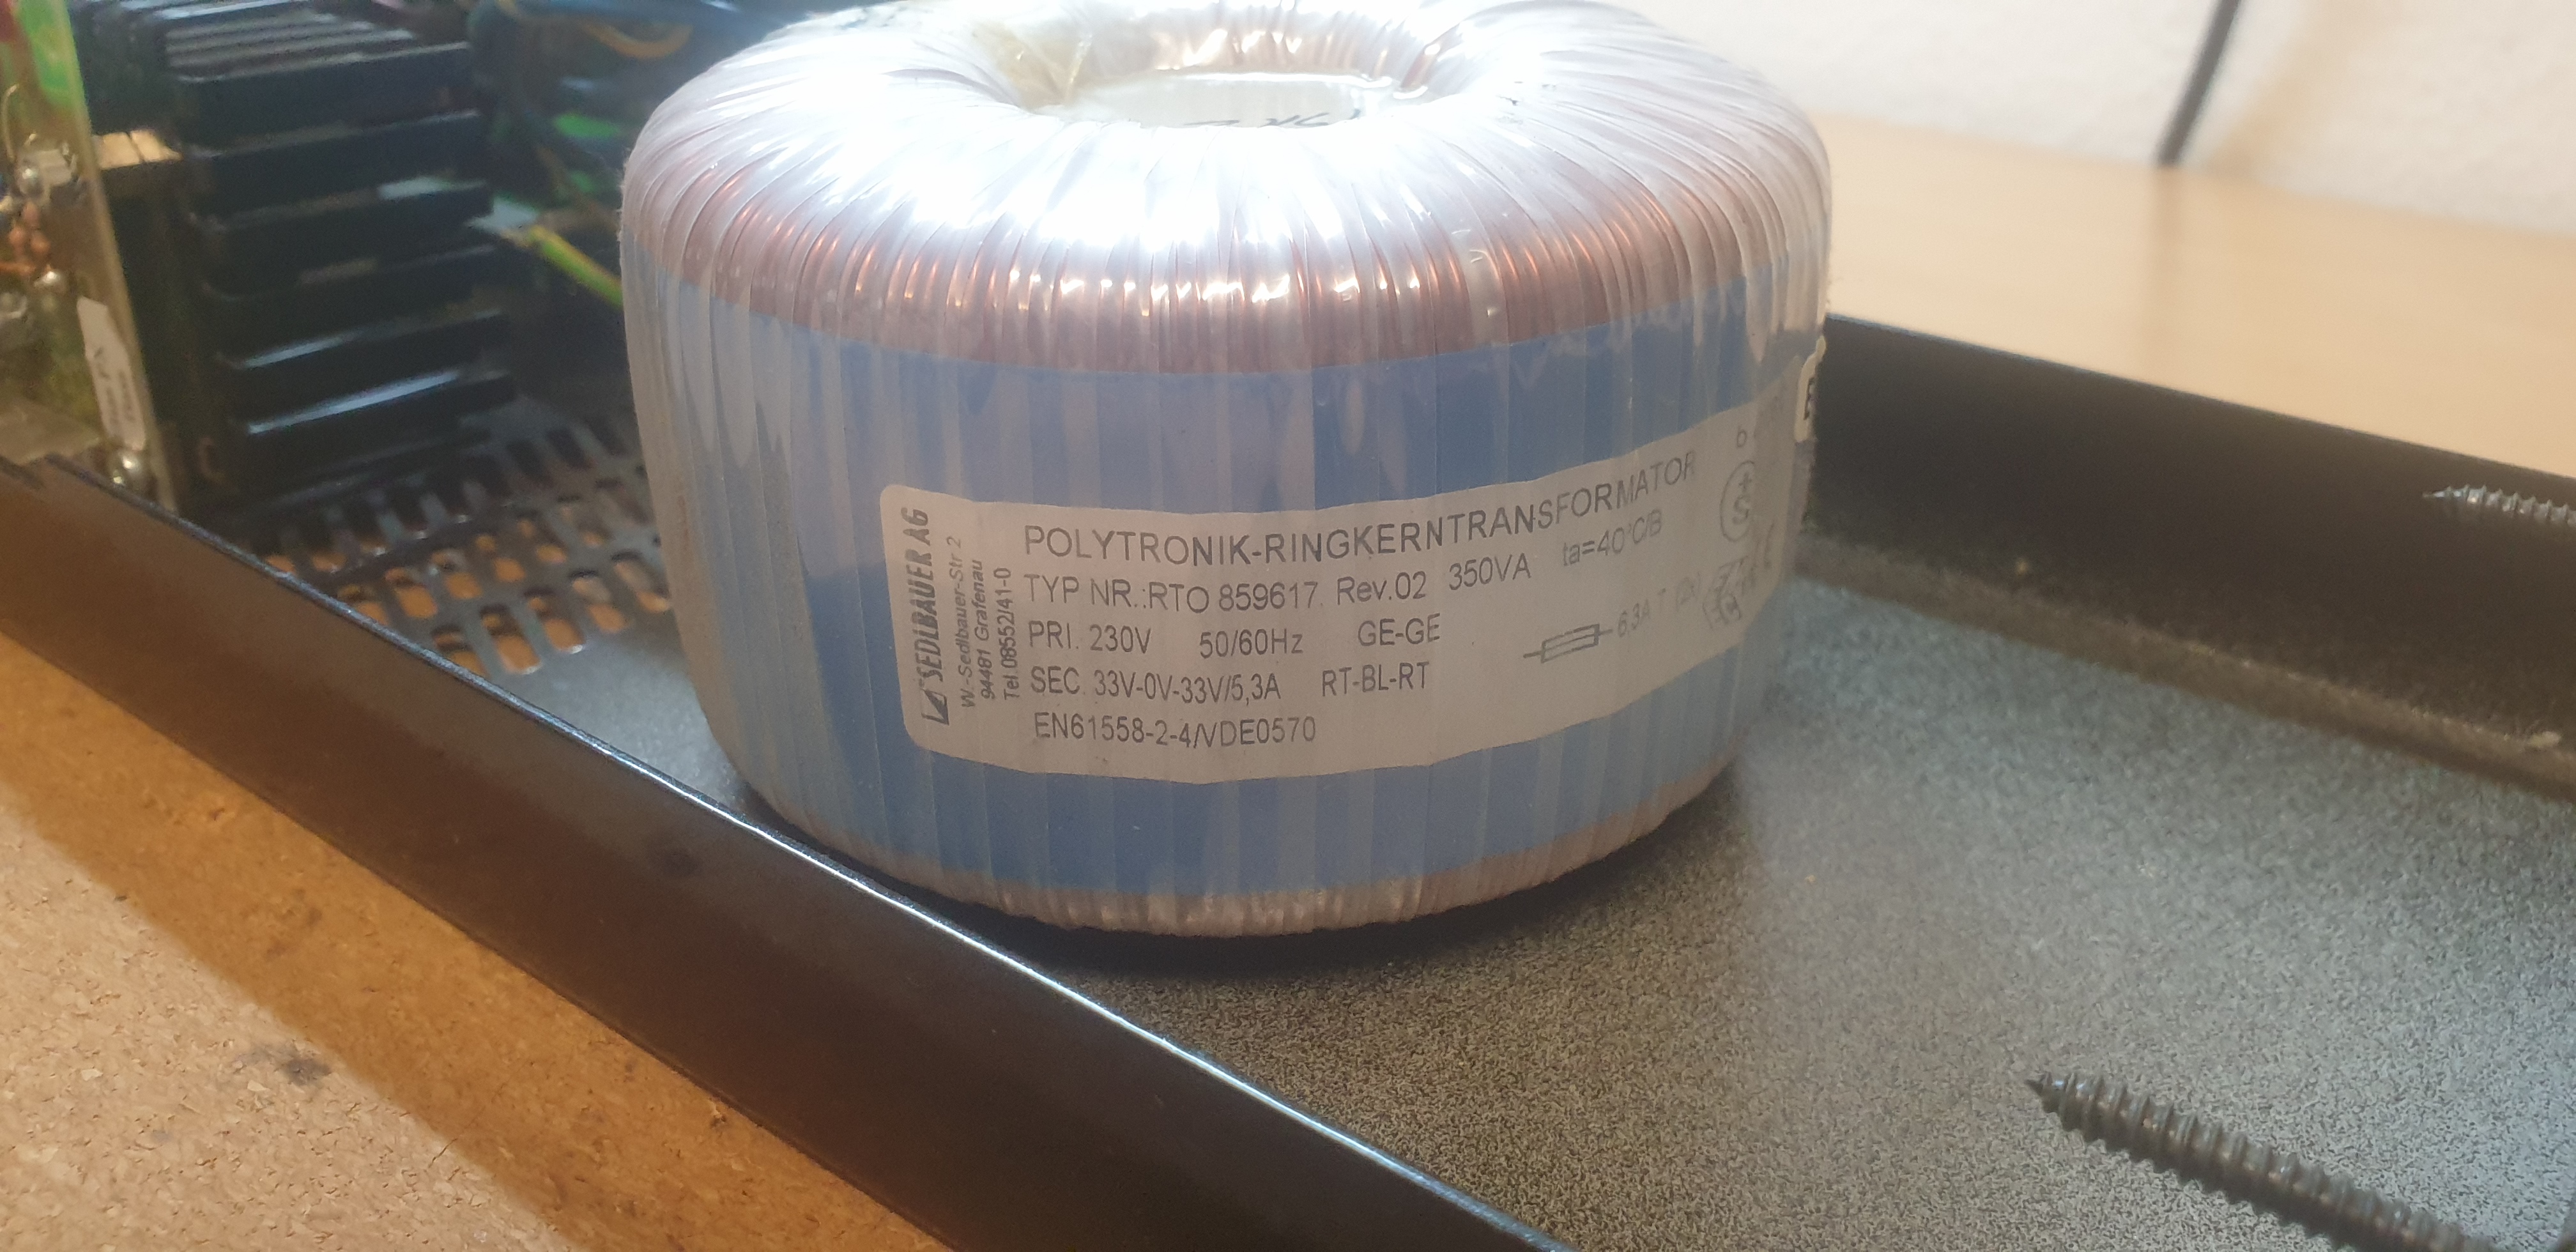 SEDLBAUER AG
W.-Sedlbauer-Str 2
94481 Grafenau
Tel.08552/41-0
POLYTRONIK-RINGKERNTRANSFORMATOR
TYP NR.:RTO 859617 Rev.02 350VA ta=40°C/B
PRI. 230V 50/60Hz GE-GE
6.3A T
SEC. 33V-0V-33V/5,3A RT-BL-RT
EN61558-2-4/VDE0570